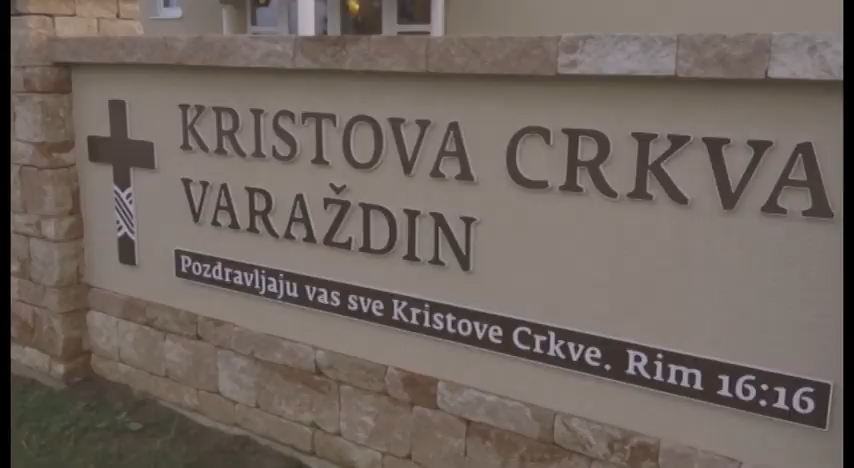 KRISTOVA CRKVA
VARAŽDIN
Pozdravljaju vas sve Kristove Crkve. Rim 16:16